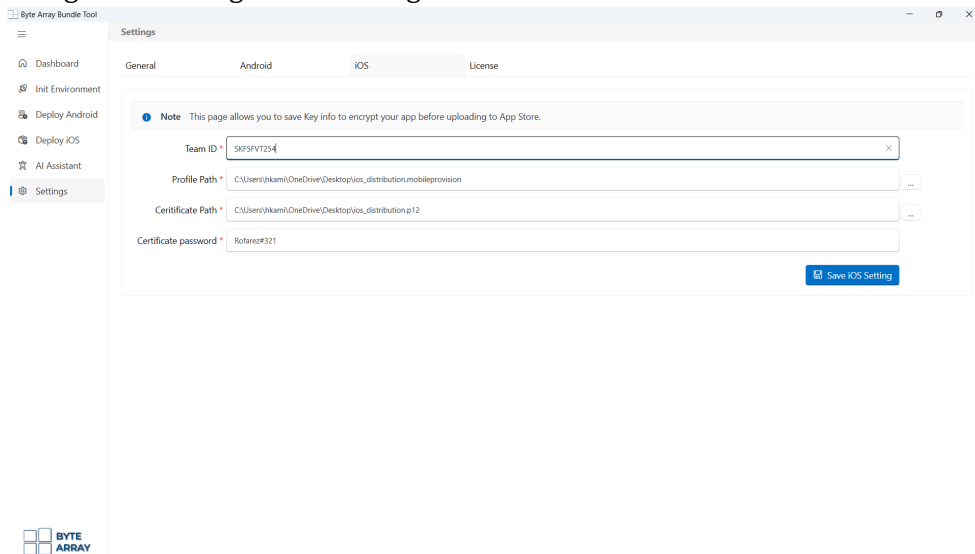 Byte Array Bundle Tool
Settings
Dashboard
Init Environment
Deploy Android
Deploy iOS
AI Assistant
Settings
General Android iOS License
Note This page allows you to save Key info to encrypt your app before uploading to App Store.
Team ID * SKF5FVT254
Profile Path * C:\Users\hkami\OneDrive\Desktop\ios_distribution.mobileprovision
...
Ceritificate Path * C:\Users\hkami\OneDrive\Desktop\ios_distribution.p12
...
Certificate password * Rofarez#321
Save iOS Setting
BYTE
ARRAY